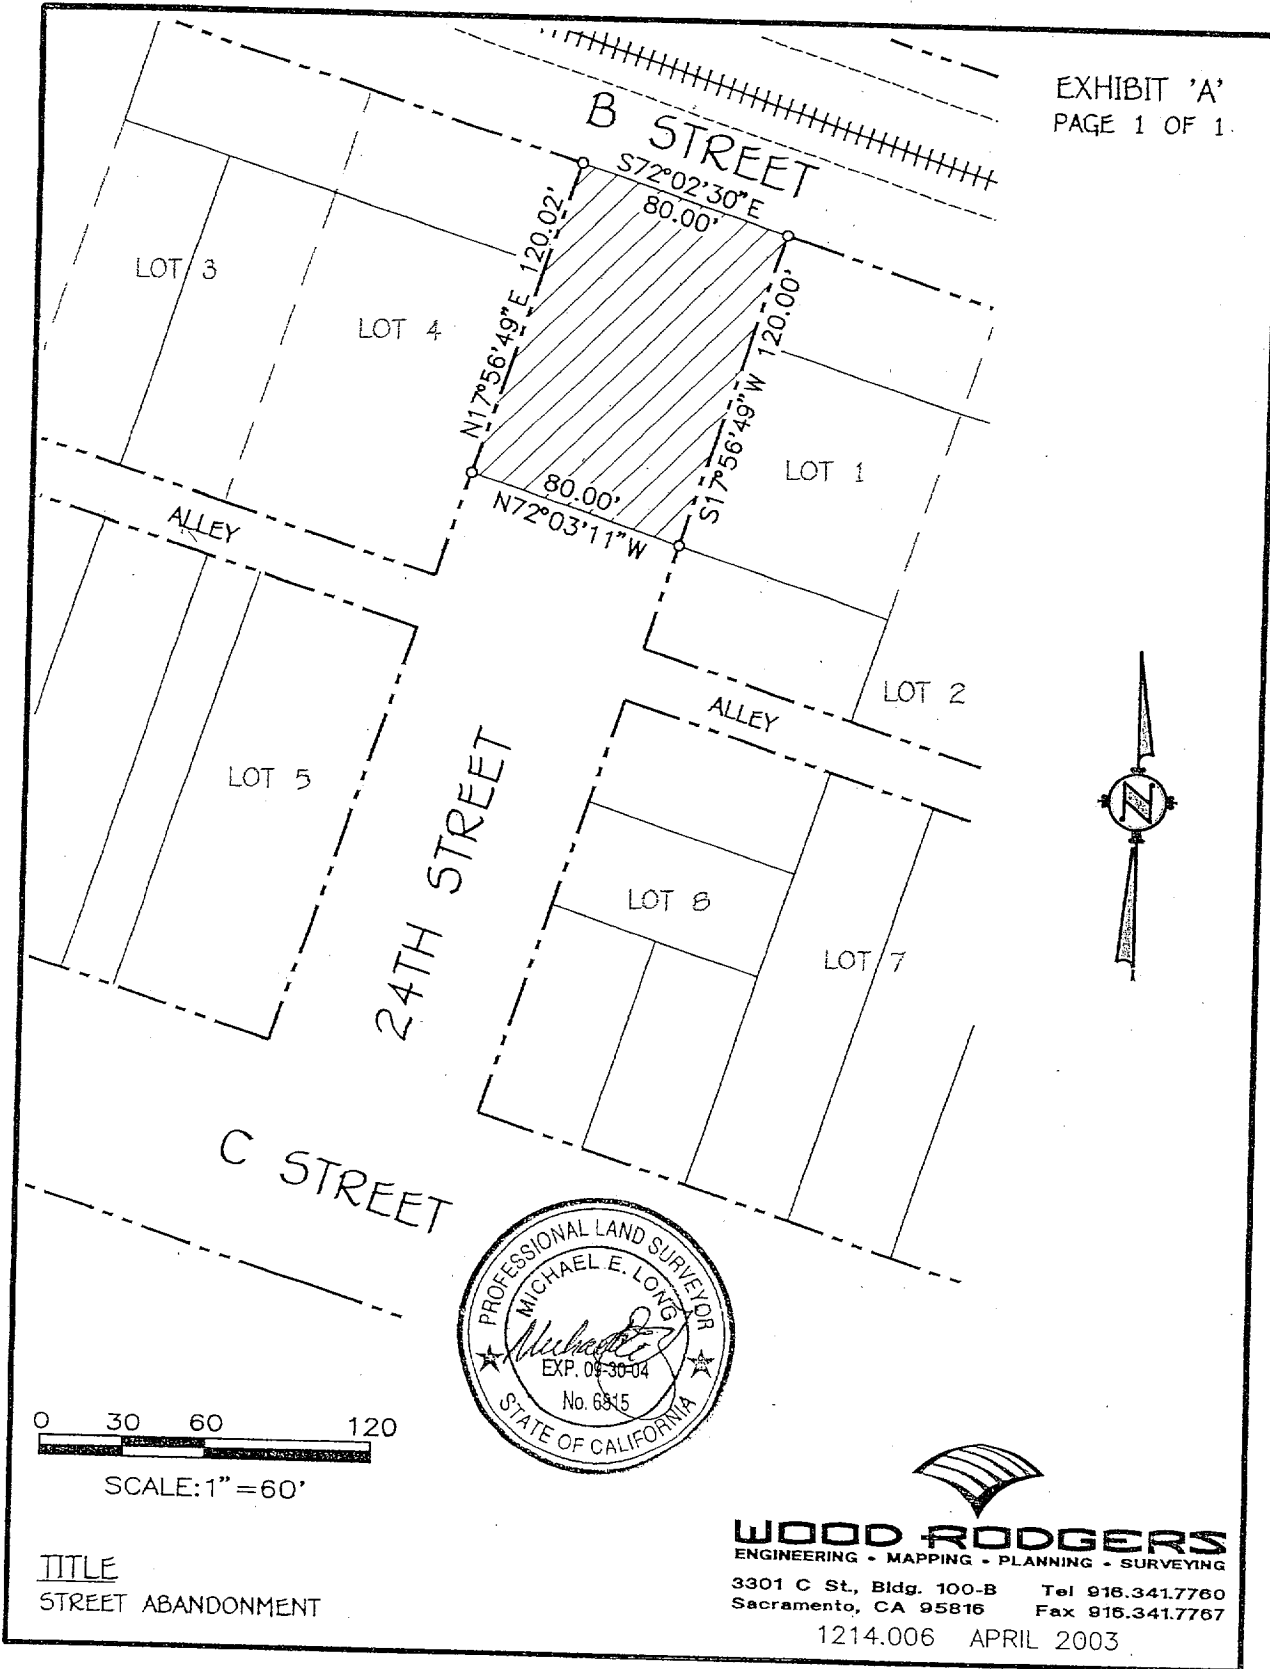 EXHIBIT 'A'
PAGE 1 OF 1
B STREET
S72°02'30"E
80.00'
N17°56'49"E 120.02'
S17°56'49"W 120.00'
80.00'
N72°03'11"W
LOT 3
LOT 4
LOT 1
ALLEY
LOT 2
ALLEY
LOT 5
24TH STREET
LOT 8
LOT 7
N
C STREET
PROFESSIONAL LAND SURVEYOR
MICHAEL E. LONG
EXP. 09-30-04
No. 6815
STATE OF CALIFORNIA
0 30 60 120
SCALE: 1"=60'
TITLE
STREET ABANDONMENT
WOOD RODGERS
ENGINEERING • MAPPING • PLANNING • SURVEYING
3301 C St., Bldg. 100-B Tel 916.341.7760
Sacramento, CA 95816 Fax 916.341.7767
1214.006 APRIL 2003